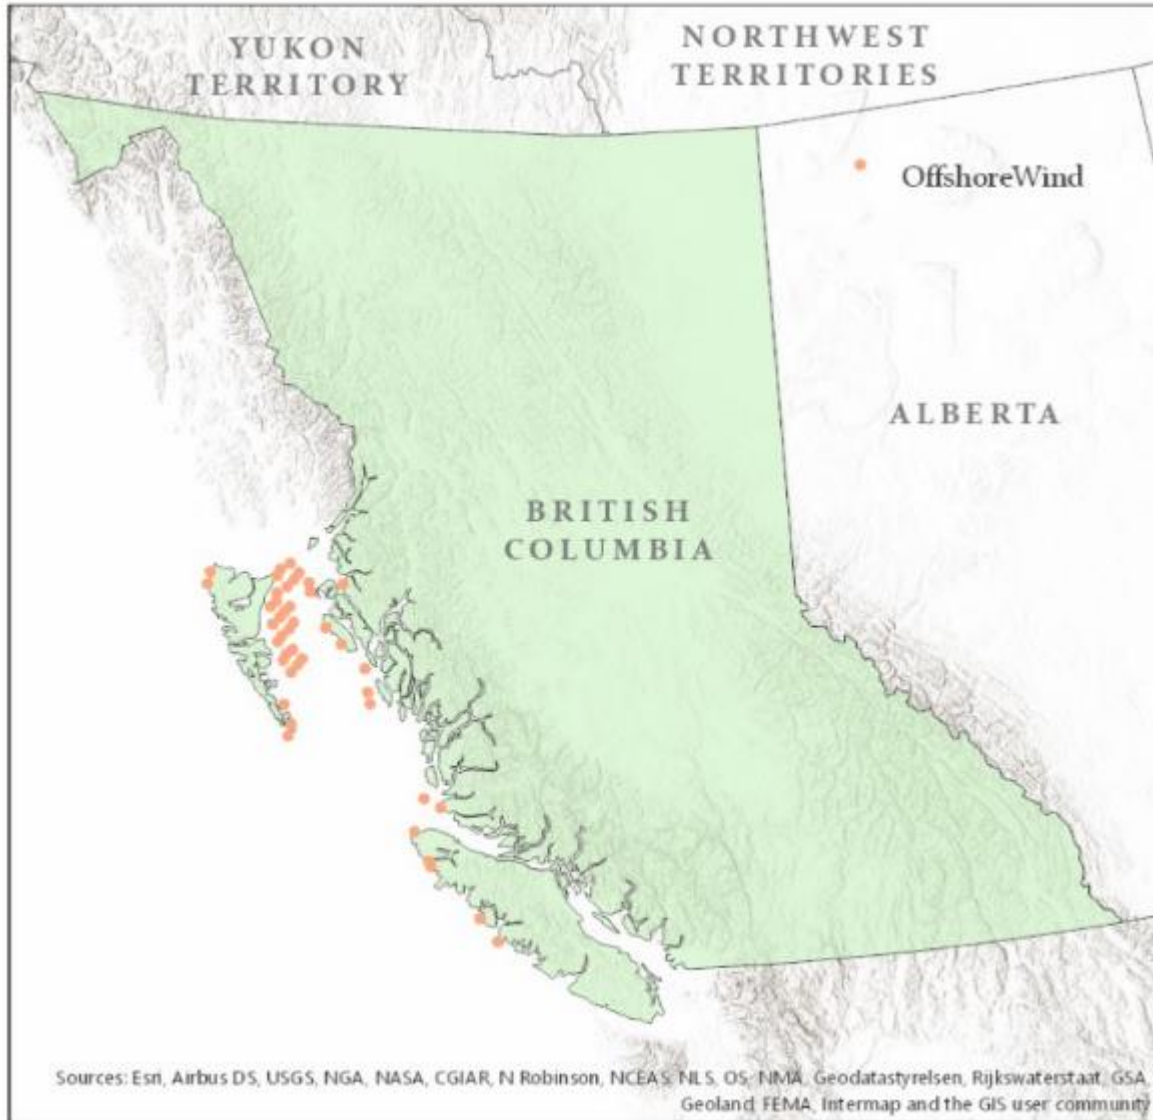 YUKON
TERRITORY
NORTHWEST
TERRITORIES
OffshoreWind
ALBERTA
BRITISH
COLUMBIA
Sources: Esri, Airbus DS, USGS, NGA, NASA, CGIAR, N Robinson, NCEAS, NLS, OS, NMA, Geodatastyrelsen, Rijkswaterstaat, GSA,
Geoland, FEMA, Intermap and the GIS user community